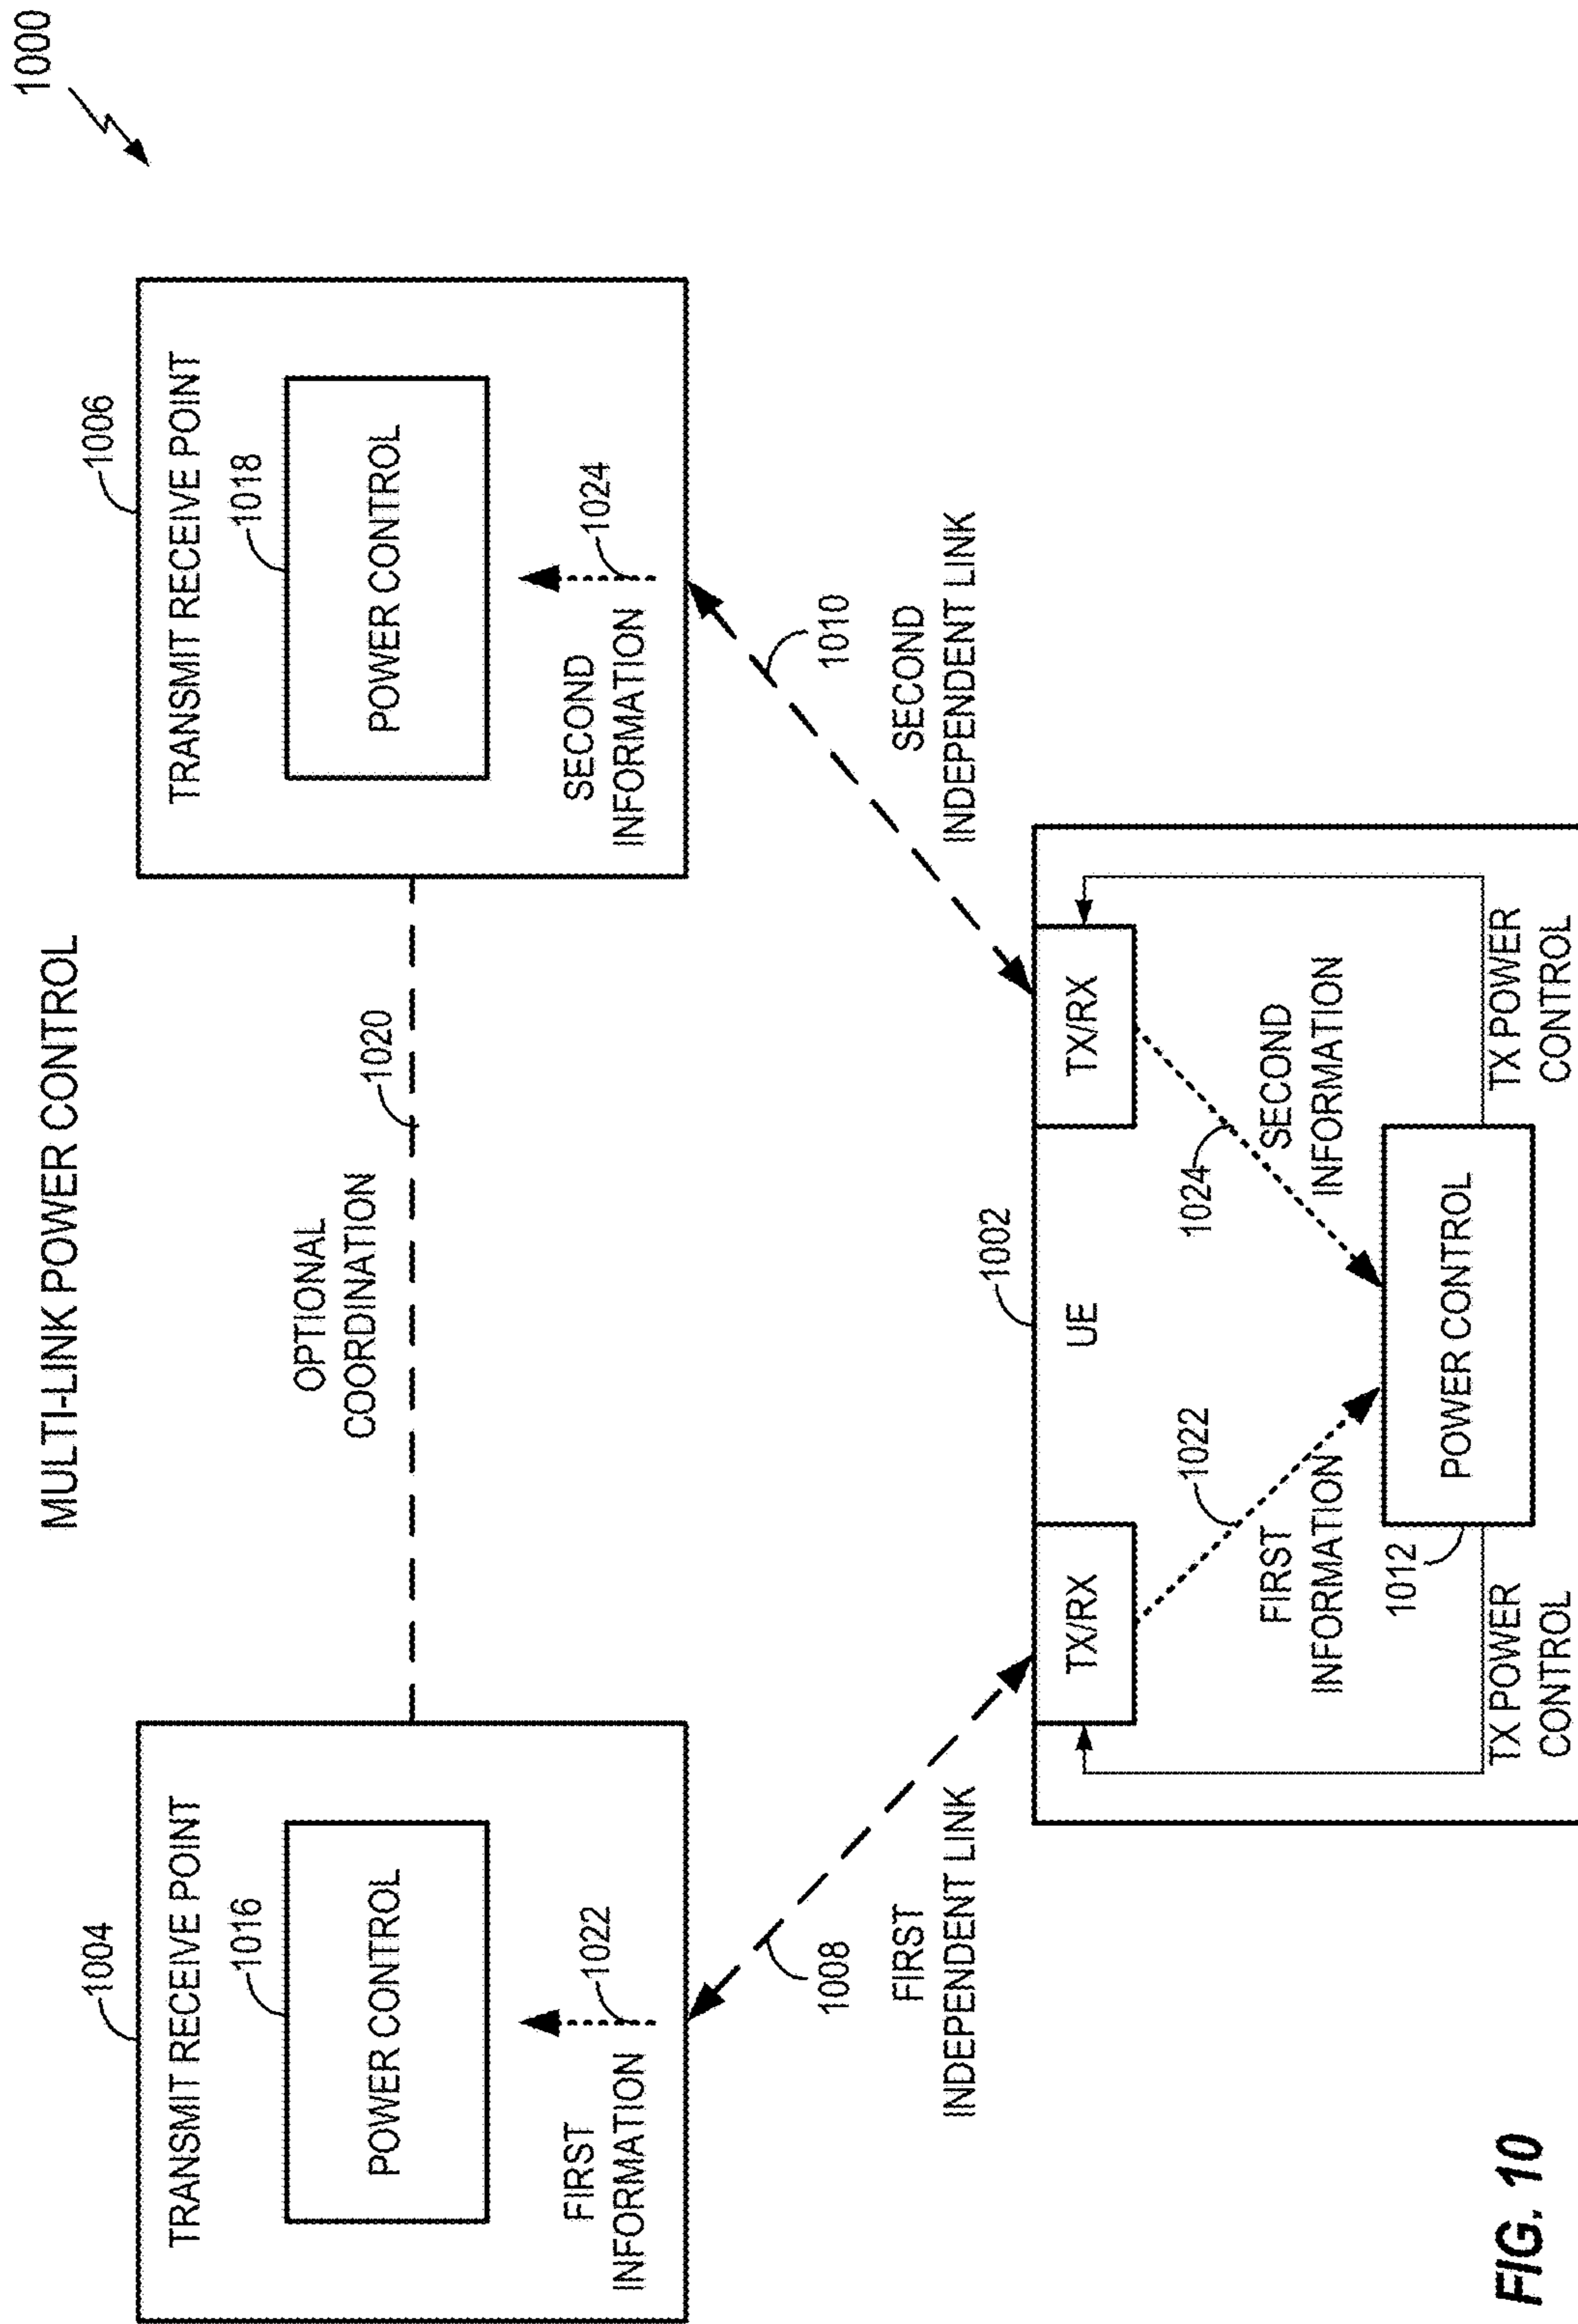 1000
MULTI-LINK POWER CONTROL
1004
TRANSMIT RECEIVE POINT
1016
POWER CONTROL
FIRST
INFORMATION
1022
OPTIONAL
COORDINATION
1020
1006
TRANSMIT RECEIVE POINT
1018
POWER CONTROL
SECOND
INFORMATION
1024
1008
FIRST
INDEPENDENT LINK
1010
SECOND
INDEPENDENT LINK
1002
TX/RX
UE
TX/RX
FIRST
INFORMATION
1022
1024
SECOND
INFORMATION
1012
POWER CONTROL
TX POWER
CONTROL
TX POWER
CONTROL
FIG. 10